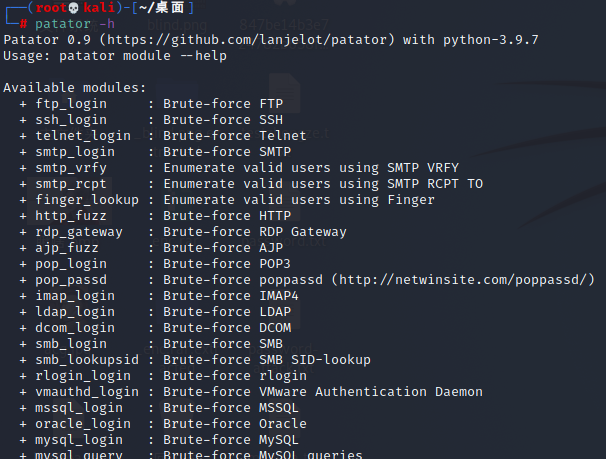 ┌──(root💀kali)-[~/桌面]
└─# patator -h
Patator 0.9 (https://github.com/lanjelot/patator) with python-3.9.7
Usage: patator module --help

Available modules:
  + ftp_login     : Brute-force FTP
  + ssh_login     : Brute-force SSH
  + telnet_login  : Brute-force Telnet
  + smtp_login    : Brute-force SMTP
  + smtp_vrfy     : Enumerate valid users using SMTP VRFY
  + smtp_rcpt     : Enumerate valid users using SMTP RCPT TO
  + finger_lookup : Enumerate valid users using Finger
  + http_fuzz     : Brute-force HTTP
  + rdp_gateway   : Brute-force RDP Gateway
  + ajp_fuzz      : Brute-force AJP
  + pop_login     : Brute-force POP3
  + pop_passd     : Brute-force poppassd (http://netwinsite.com/poppassd/)
  + imap_login    : Brute-force IMAP4
  + ldap_login    : Brute-force LDAP
  + dcom_login    : Brute-force DCOM
  + smb_login     : Brute-force SMB
  + smb_lookupsid : Brute-force SMB SID-lookup
  + rlogin_login  : Brute-force rlogin
  + vmauthd_login : Brute-force VMware Authentication Daemon
  + mssql_login   : Brute-force MSSQL
  + oracle_login  : Brute-force Oracle
  + mysql_login   : Brute-force MySQL
  + mysql_query   : Brute-force MySQL queries